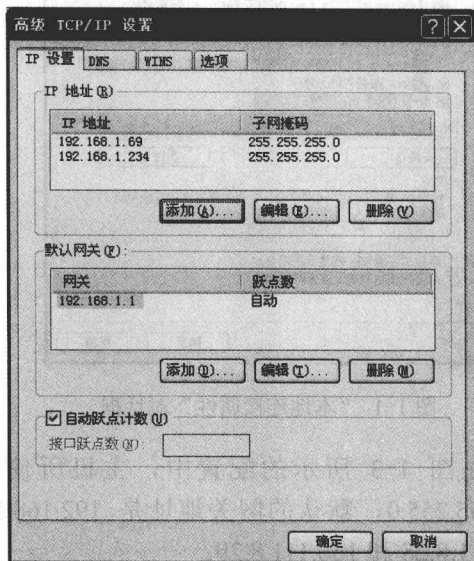 高级 TCP/IP 设置
IP 设置 DNS WINS 选项
IP 地址(R)
IP 地址 子网掩码
192.168.1.69 255.255.255.0
192.168.1.234 255.255.255.0
添加(A)... 编辑(E)... 删除(V)
默认网关(F):
网关 跃点数
192.168.1.1 自动
添加(D)... 编辑(T)... 删除(M)
自动跃点计数(U)
接口跃点数(N):
确定 取消